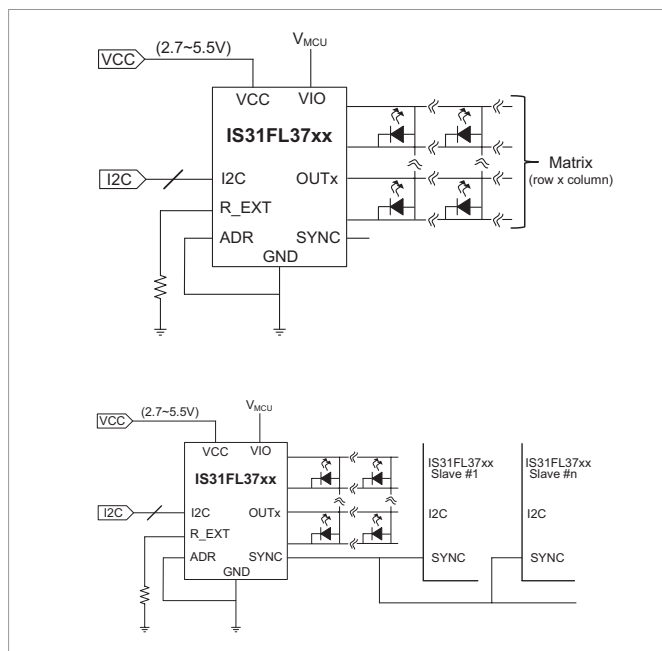 VCC
(2.7~5.5V)
VMCU
VCC
VIO
IS31FL37xx
I2C
I2C
OUTx
R_EXT
ADR
SYNC
GND
Matrix
(row x column)
VCC
(2.7~5.5V)
VMCU
VCC
VIO
IS31FL37xx
I2C
I2C
OUTx
R_EXT
ADR
SYNC
GND
IS31FL37xx
Slave #1
I2C
SYNC
IS31FL37xx
Slave #n
I2C
SYNC